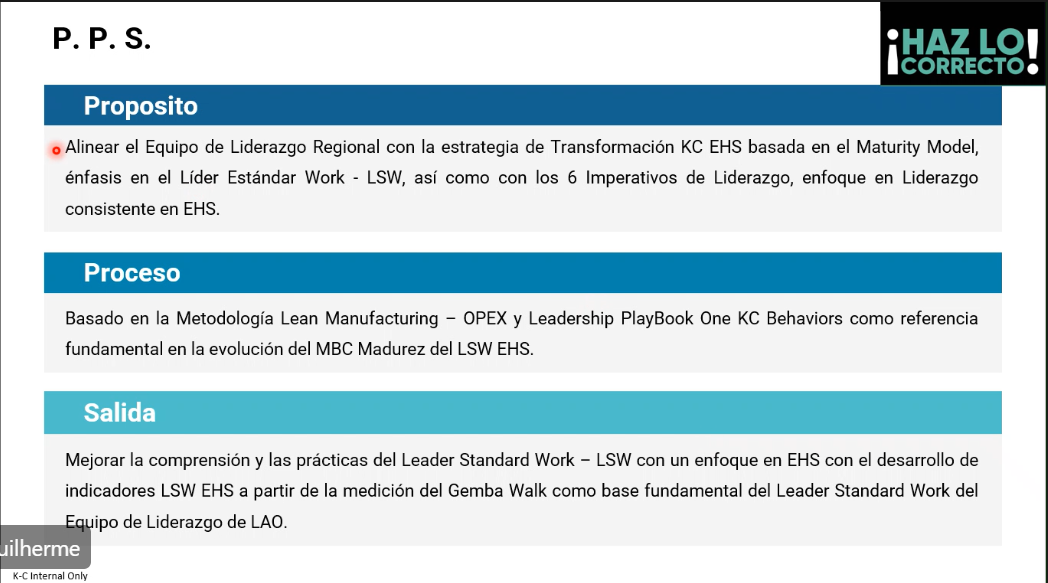 P. P. S.
¡HAZ LO
CORRECTO!
Proposito
Alinear el Equipo de Liderazgo Regional con la estrategia de Transformación KC EHS basada en el Maturity Model,
énfasis en el Líder Estándar Work - LSW, así como con los 6 Imperativos de Liderazgo, enfoque en Liderazgo
consistente en EHS.
Proceso
Basado en la Metodología Lean Manufacturing – OPEX y Leadership PlayBook One KC Behaviors como referencia
fundamental en la evolución del MBC Madurez del LSW EHS.
Salida
Mejorar la comprensión y las prácticas del Leader Standard Work – LSW con un enfoque en EHS con el desarrollo de
indicadores LSW EHS a partir de la medición del Gemba Walk como base fundamental del Leader Standard Work del
Equipo de Liderazgo de LAO.
uilherme
K-C Internal Only